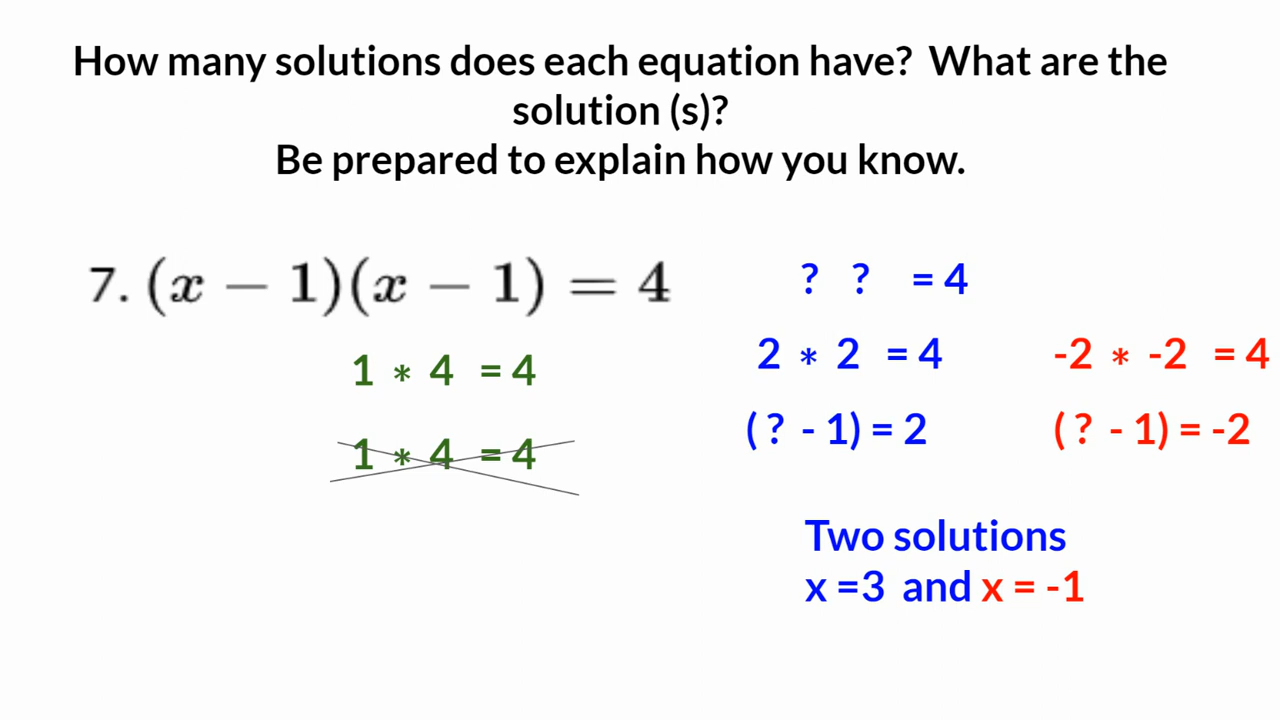 How many solutions does each equation have? What are the
solution (s)?
Be prepared to explain how you know.
7. (x − 1)(x − 1) = 4
? ? = 4
1 * 4 = 4
2 * 2 = 4
-2 * -2 = 4
1 * 4 = 4
( ? - 1) = 2
( ? - 1) = -2
Two solutions
x =3 and x = -1